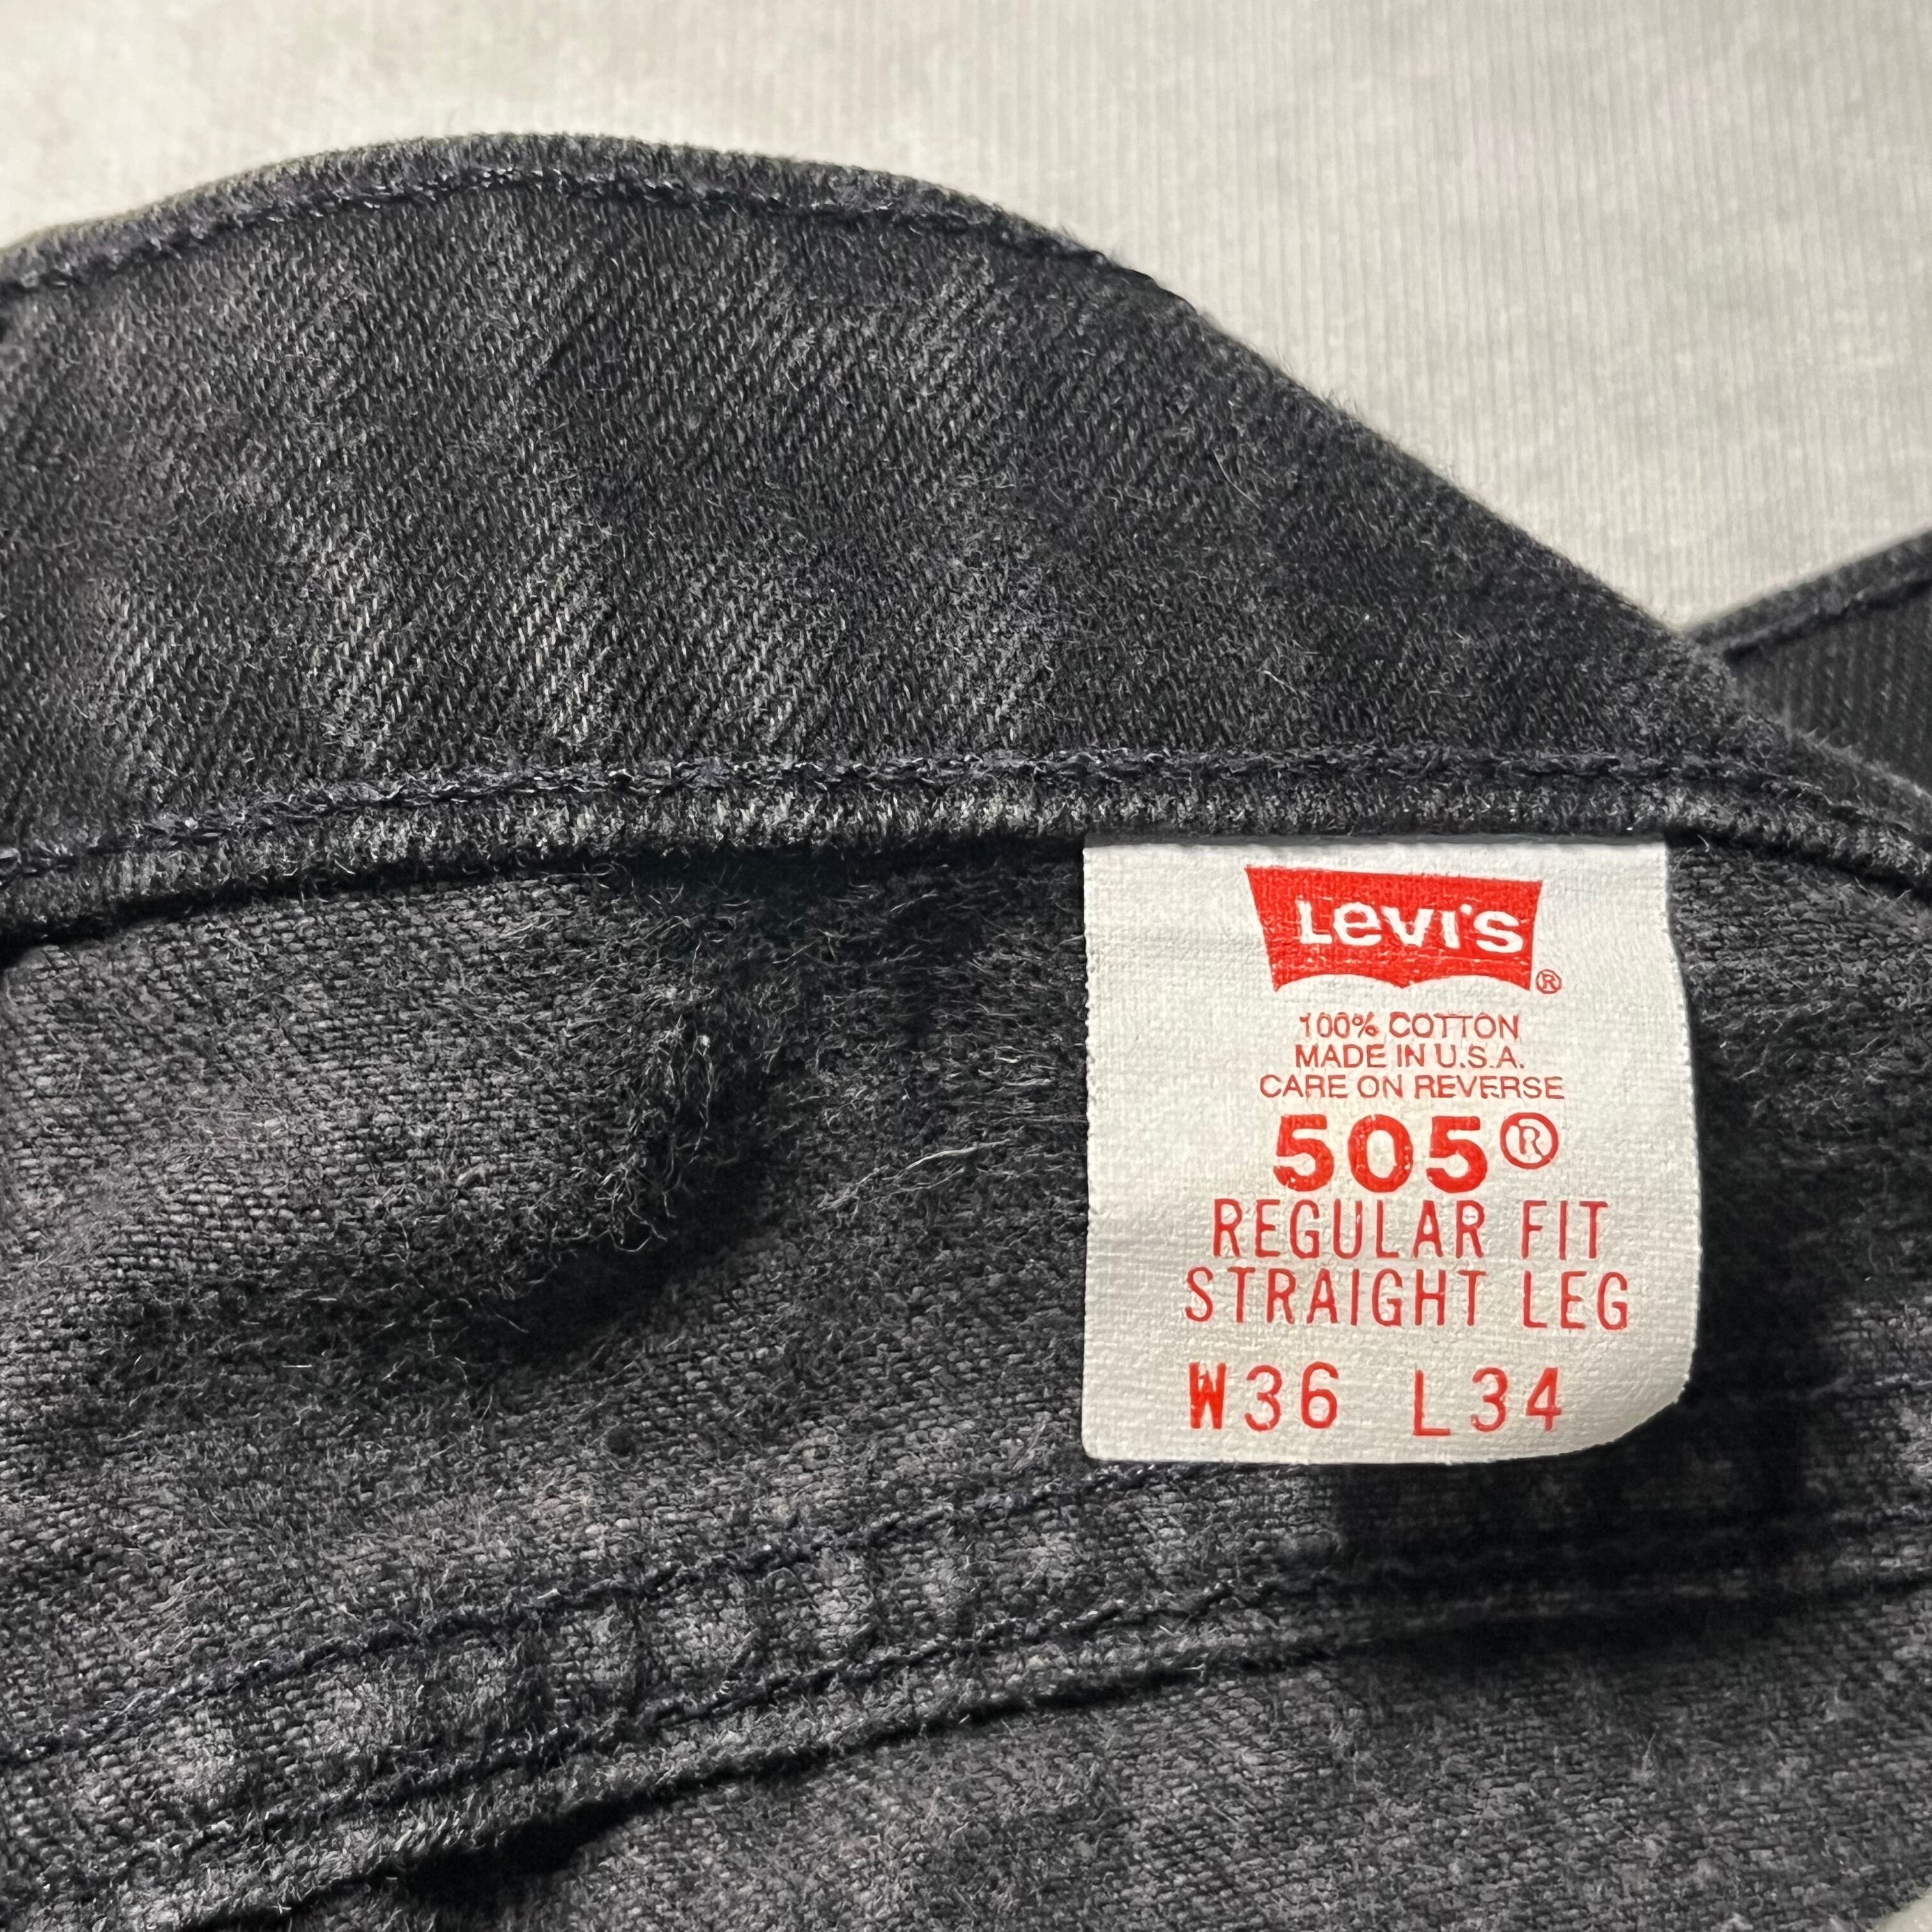 Levi's ®
100% COTTON
MADE IN U.S.A.
CARE ON REVERSE
505®
REGULAR FIT
STRAIGHT LEG
W36 L34